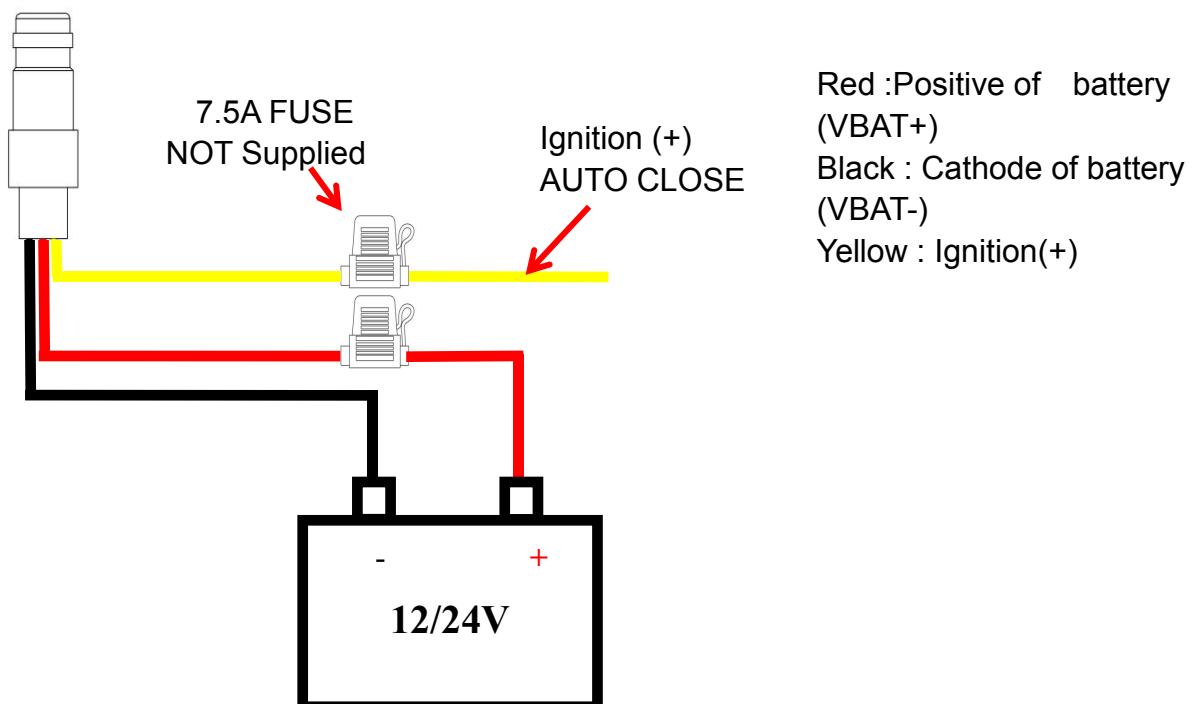 7.5A FUSE
NOT Supplied
Ignition (+)
AUTO CLOSE
Red :Positive of battery
(VBAT+)
Black : Cathode of battery
(VBAT-)
Yellow : Ignition(+)
- +
12/24V